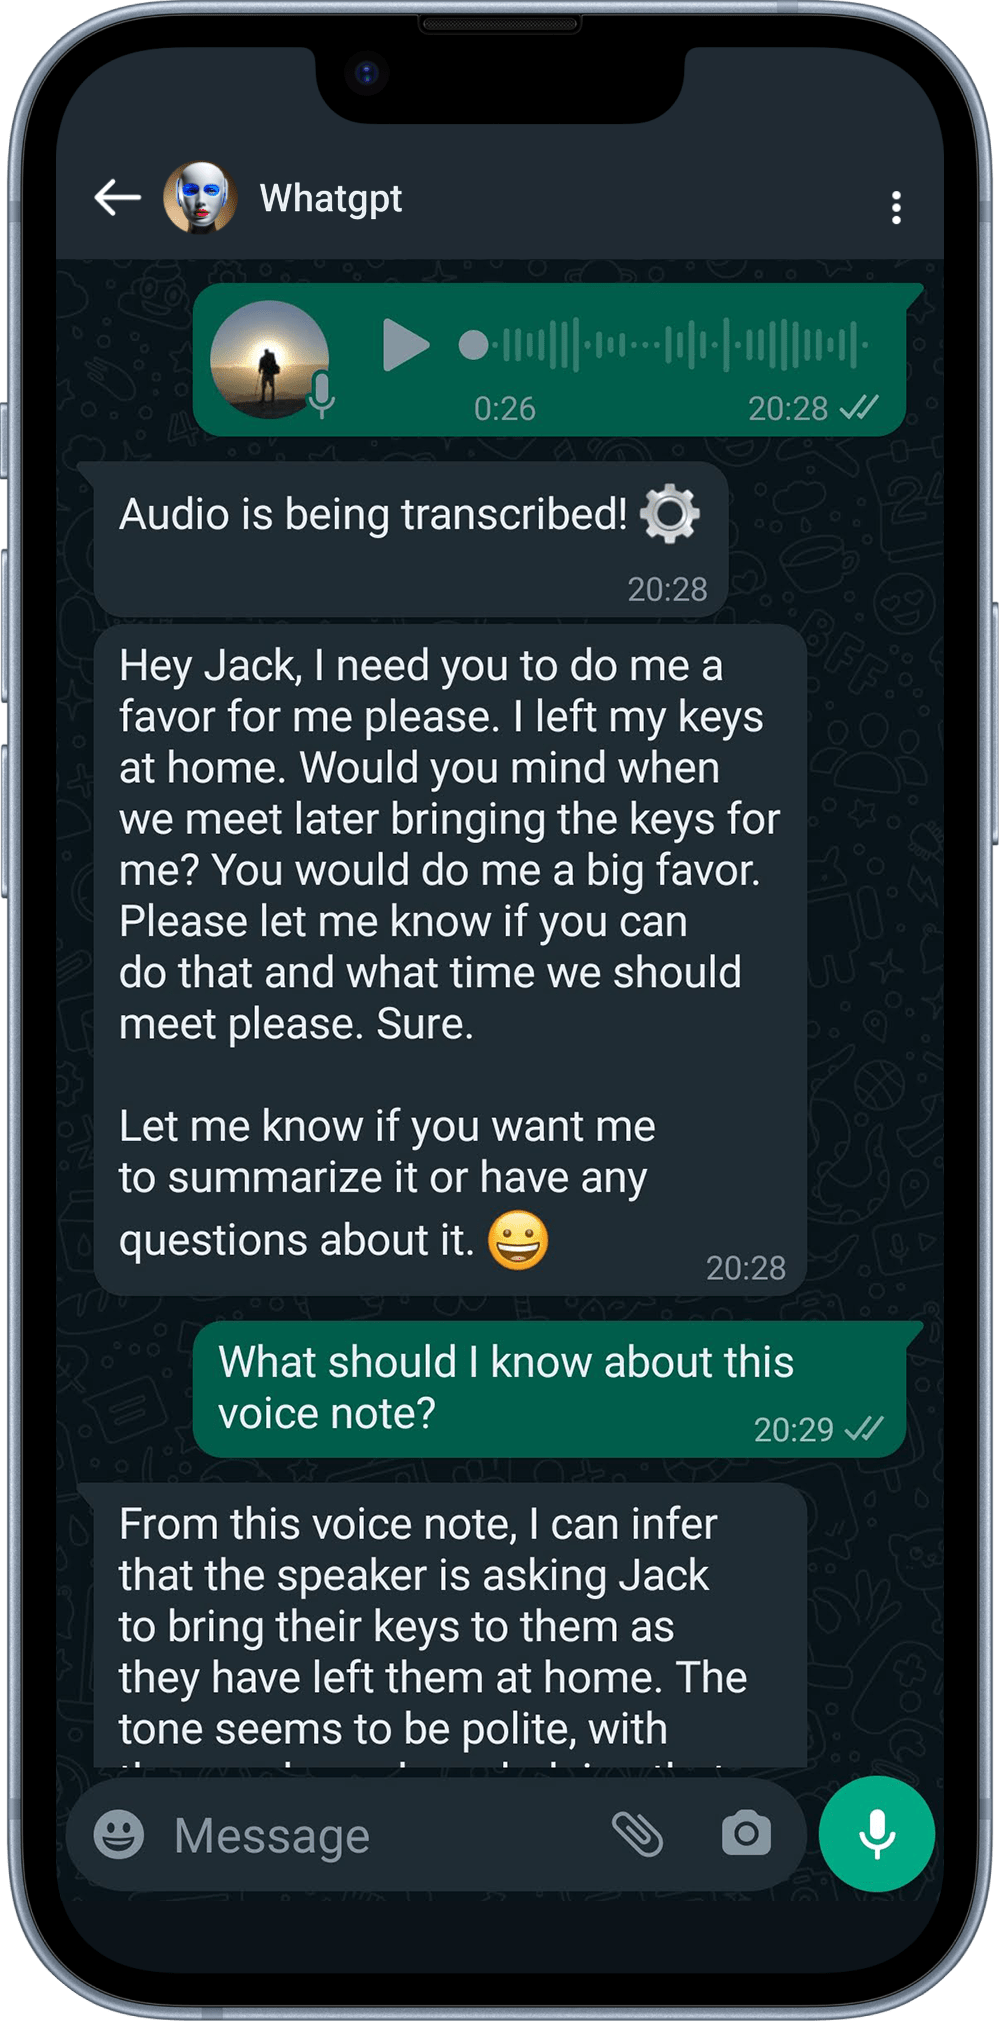 Whatgpt
0:26
20:28
Audio is being transcribed!
20:28
Hey Jack, I need you to do me a
favor for me please. I left my keys
at home. Would you mind when
we meet later bringing the keys for
me? You would do me a big favor.
Please let me know if you can
do that and what time we should
meet please. Sure.
Let me know if you want me
to summarize it or have any
questions about it. 😀
20:28
What should I know about this
voice note?
20:29
From this voice note, I can infer
that the speaker is asking Jack
to bring their keys to them as
they have left them at home. The
tone seems to be polite, with
Message